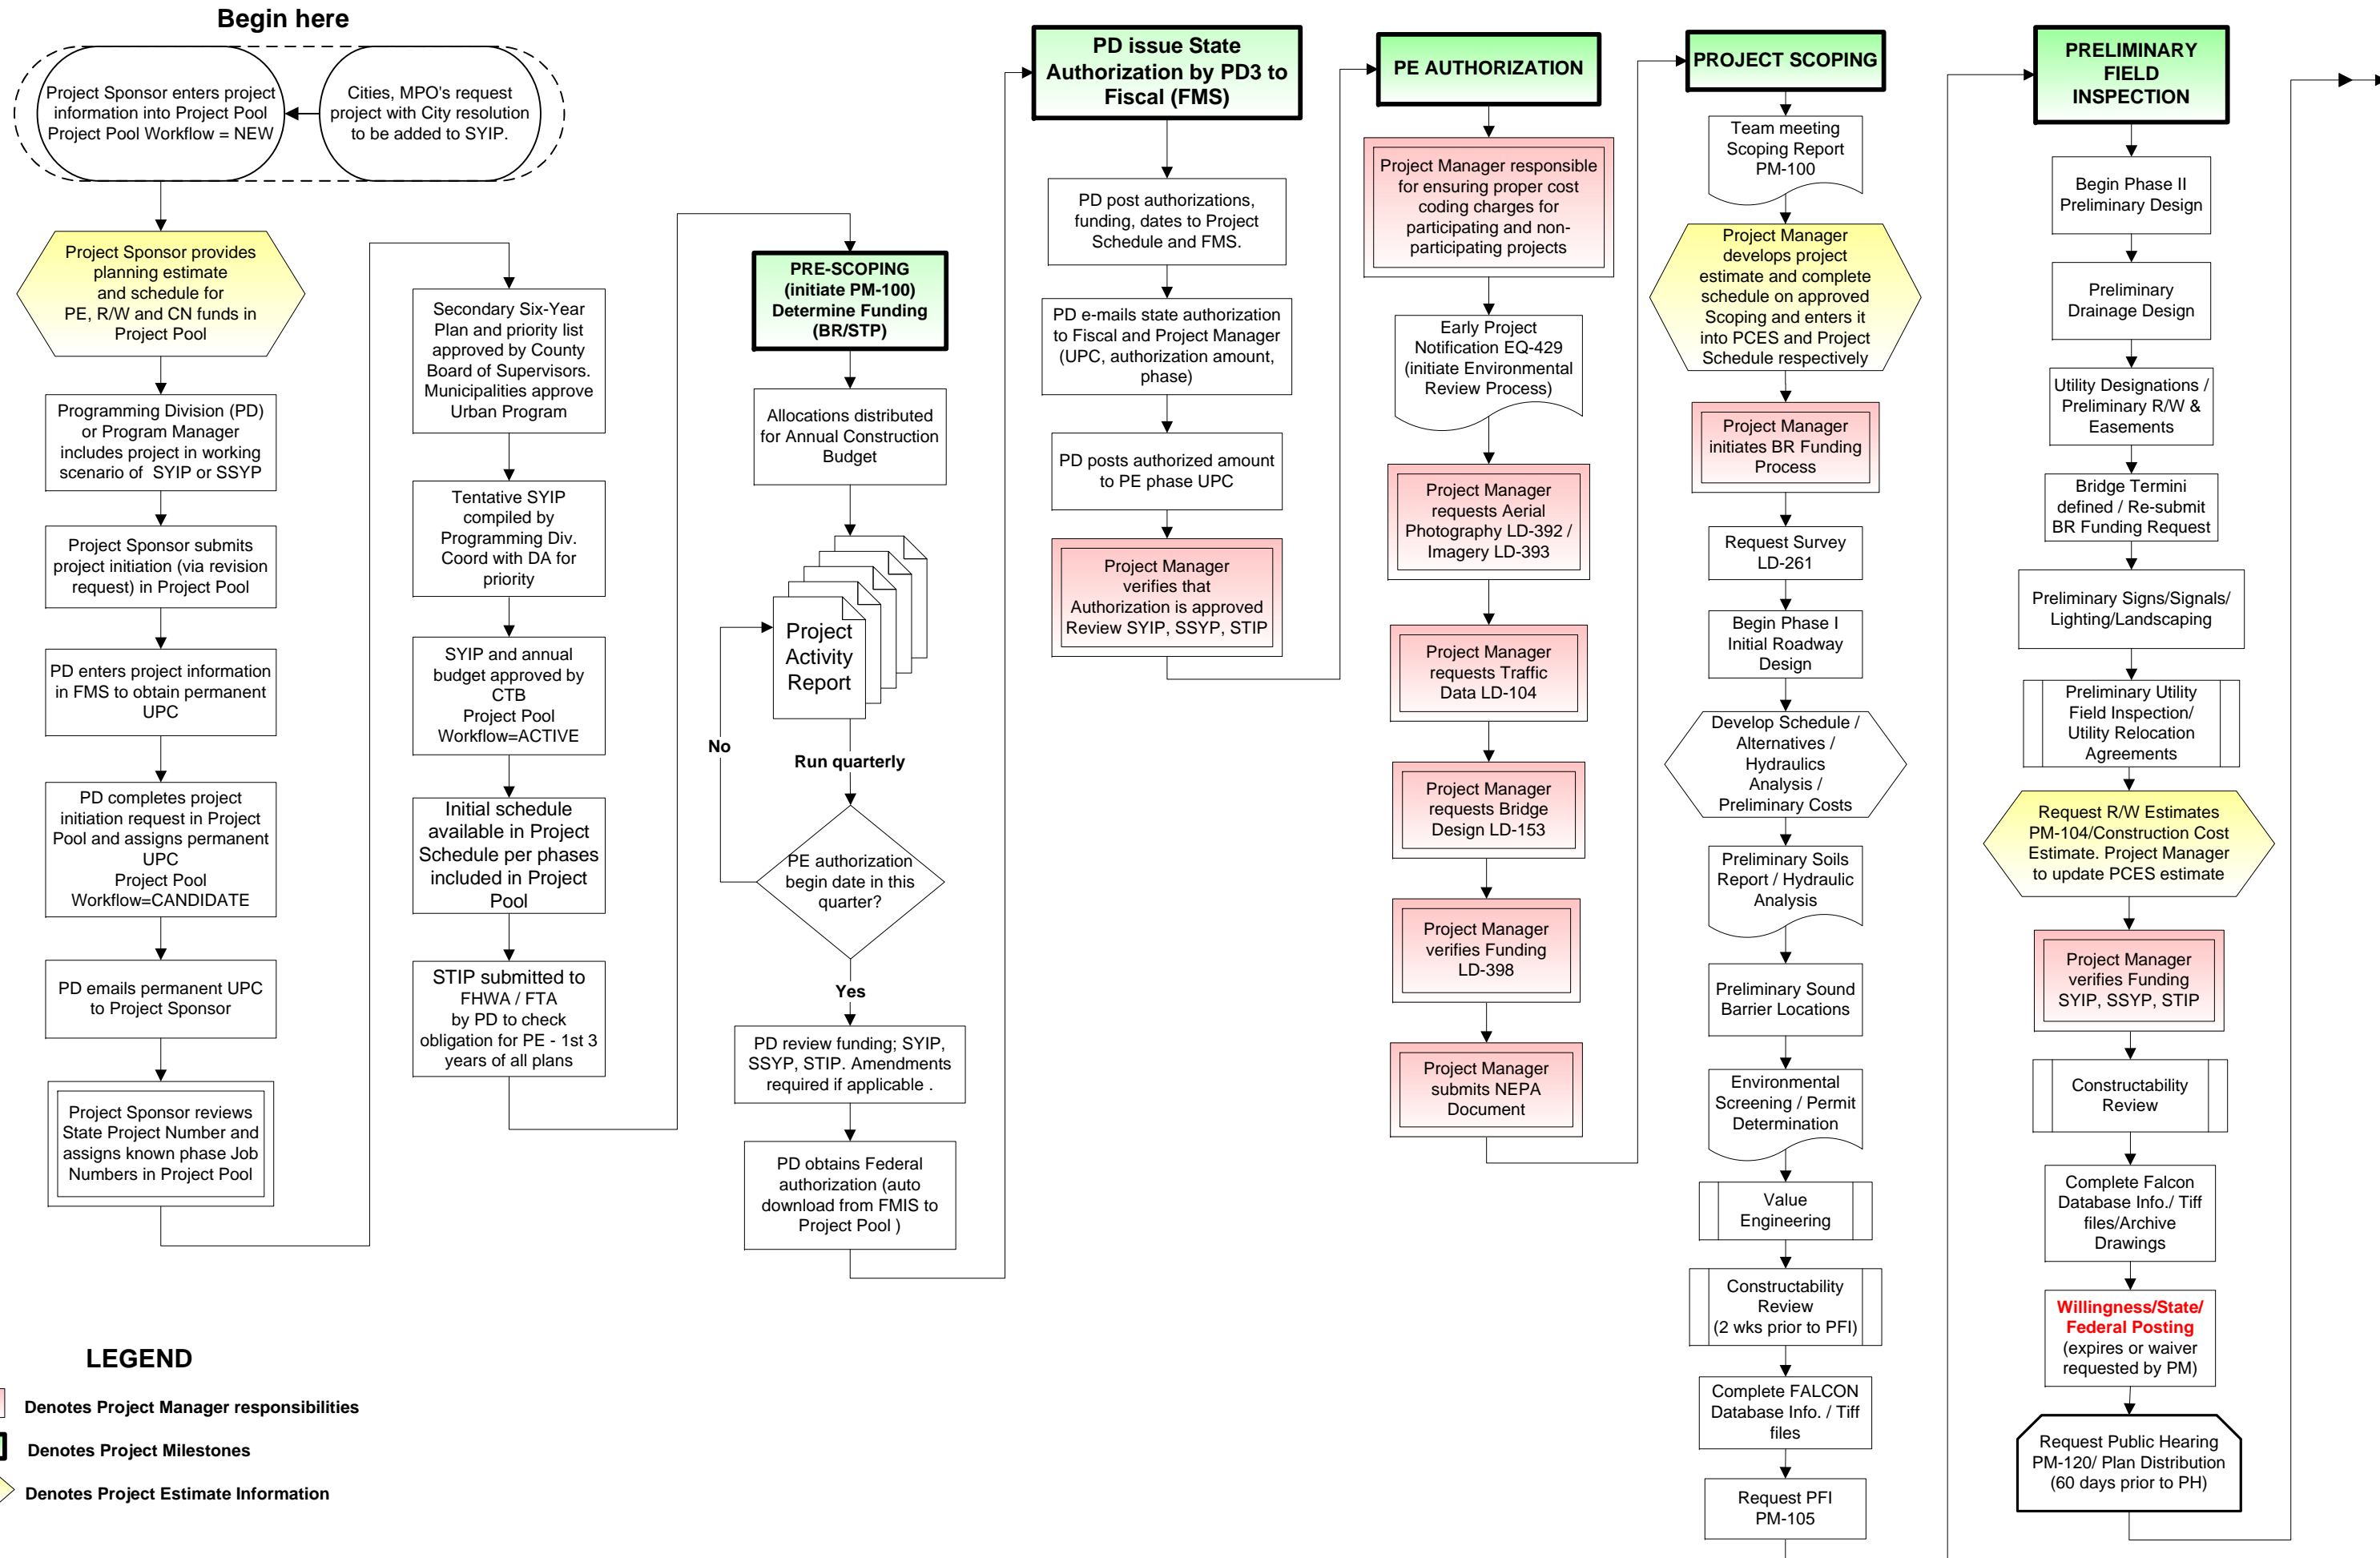 Begin here
Project Sponsor enters project
information into Project Pool
Project Pool Workflow = NEW
Cities, MPO's request
project with City resolution
to be added to SYIP.
Project Sponsor provides
planning estimate
and schedule for
PE, R/W and CN funds in
Project Pool
Programming Division (PD)
or Program Manager
includes project in working
scenario of SYIP or SSYP
Project Sponsor submits
project initiation (via revision
request) in Project Pool
PD enters project information
in FMS to obtain permanent
UPC
PD completes project
initiation request in Project
Pool and assigns permanent
UPC
Project Pool
Workflow=CANDIDATE
PD emails permanent UPC
to Project Sponsor
Project Sponsor reviews
State Project Number and
assigns known phase Job
Numbers in Project Pool
Secondary Six-Year
Plan and priority list
approved by County
Board of Supervisors.
Municipalities approve
Urban Program
Tentative SYIP
compiled by
Programming Div.
Coord with DA for
priority
SYIP and annual
budget approved by
CTB
Project Pool
Workflow=ACTIVE
Initial schedule
available in Project
Schedule per phases
included in Project
Pool
STIP submitted to
FHWA / FTA
by PD to check
obligation for PE - 1st 3
years of all plans
PRE-SCOPING
(initiate PM-100)
Determine Funding
(BR/STP)
Allocations distributed
for Annual Construction
Budget
Project
Activity
Report
No
Run quarterly
PE authorization
begin date in this
quarter?
Yes
PD review funding; SYIP,
SSYP, STIP. Amendments
required if applicable .
PD obtains Federal
authorization (auto
download from FMIS to
Project Pool )
PD issue State
Authorization by PD3 to
Fiscal (FMS)
PD post authorizations,
funding, dates to Project
Schedule and FMS.
PD e-mails state authorization
to Fiscal and Project Manager
(UPC, authorization amount,
phase)
PD posts authorized amount
to PE phase UPC
Project Manager
verifies that
Authorization is approved
Review SYIP, SSYP, STIP
PE AUTHORIZATION
Project Manager responsible
for ensuring proper cost
coding charges for
participating and non-
participating projects
Early Project
Notification EQ-429
(initiate Environmental
Review Process)
Project Manager
requests Aerial
Photography LD-392 /
Imagery LD-393
Project Manager
requests Traffic
Data LD-104
Project Manager
requests Bridge
Design LD-153
Project Manager
verifies Funding
LD-398
Project Manager
submits NEPA
Document
PROJECT SCOPING
Team meeting
Scoping Report
PM-100
Project Manager
develops project
estimate and complete
schedule on approved
Scoping and enters it
into PCES and Project
Schedule respectively
Project Manager
initiates BR Funding
Process
Request Survey
LD-261
Begin Phase I
Initial Roadway
Design
Develop Schedule /
Alternatives /
Hydraulics
Analysis /
Preliminary Costs
Preliminary Soils
Report / Hydraulic
Analysis
Preliminary Sound
Barrier Locations
Environmental
Screening / Permit
Determination
Value
Engineering
Constructability
Review
(2 wks prior to PFI)
Complete FALCON
Database Info. / Tiff
files
Request PFI
PM-105
PRELIMINARY
FIELD
INSPECTION
Begin Phase II
Preliminary Design
Preliminary
Drainage Design
Utility Designations /
Preliminary R/W &
Easements
Bridge Termini
defined / Re-submit
BR Funding Request
Preliminary Signs/Signals/
Lighting/Landscaping
Preliminary Utility
Field Inspection/
Utility Relocation
Agreements
Request R/W Estimates
PM-104/Construction Cost
Estimate. Project Manager
to update PCES estimate
Project Manager
verifies Funding
SYIP, SSYP, STIP
Constructability
Review
Complete Falcon
Database Info./ Tiff
files/Archive
Drawings
Willingness/State/
Federal Posting
(expires or waiver
requested by PM)
Request Public Hearing
PM-120/ Plan Distribution
(60 days prior to PH)
LEGEND
Denotes Project Manager responsibilities
Denotes Project Milestones
Denotes Project Estimate Information